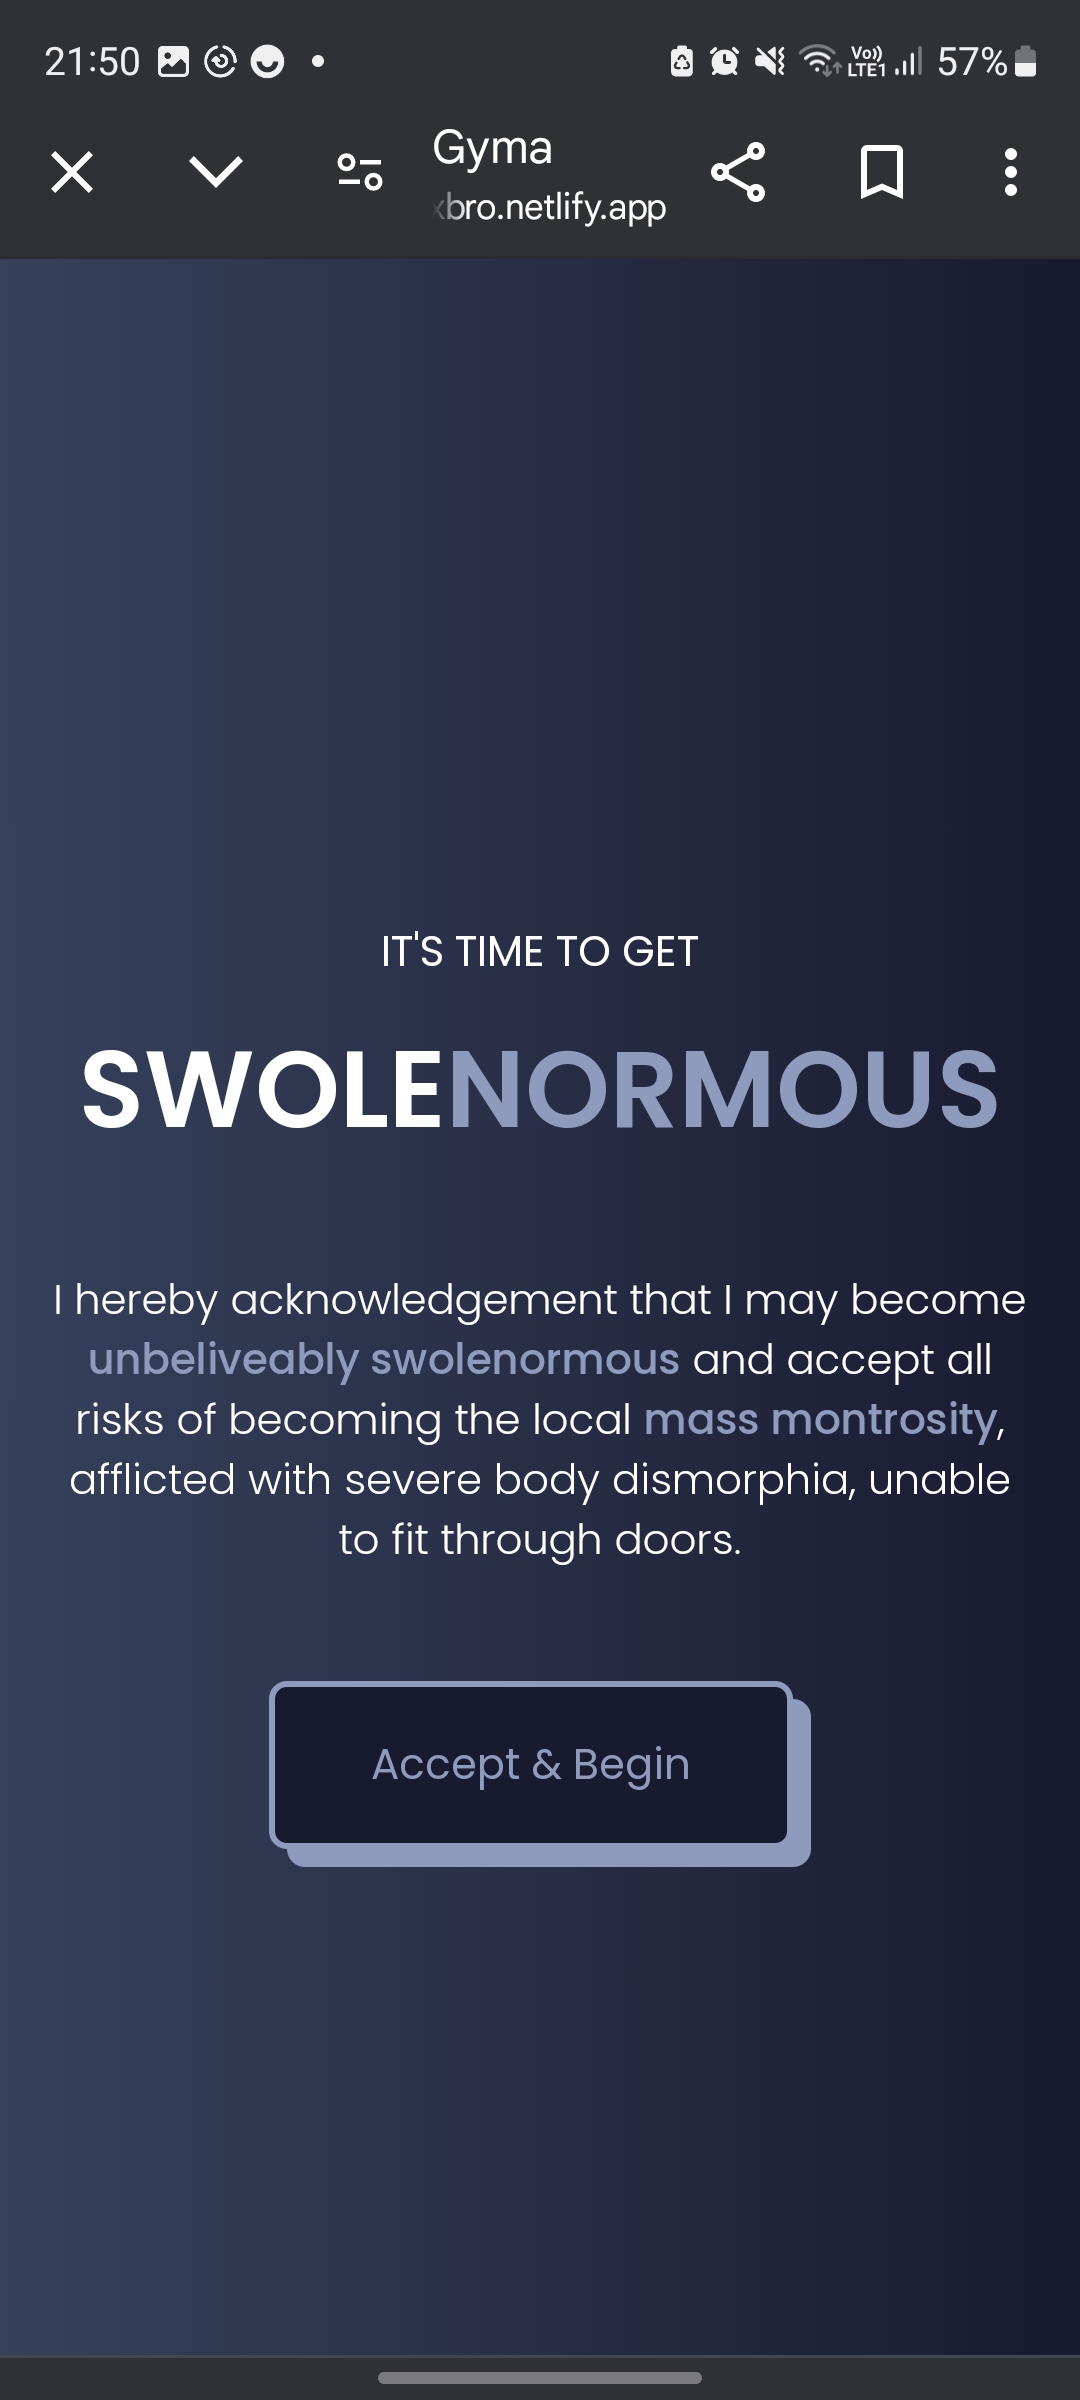 21:50
Vo)) LTE1 57%
Gyma
xbro.netlify.app
IT'S TIME TO GET
SWOLENORMOUS
I hereby acknowledgement that I may become
unbeliveably swolenormous and accept all
risks of becoming the local mass montrosity,
afflicted with severe body dismorphia, unable
to fit through doors.
Accept & Begin